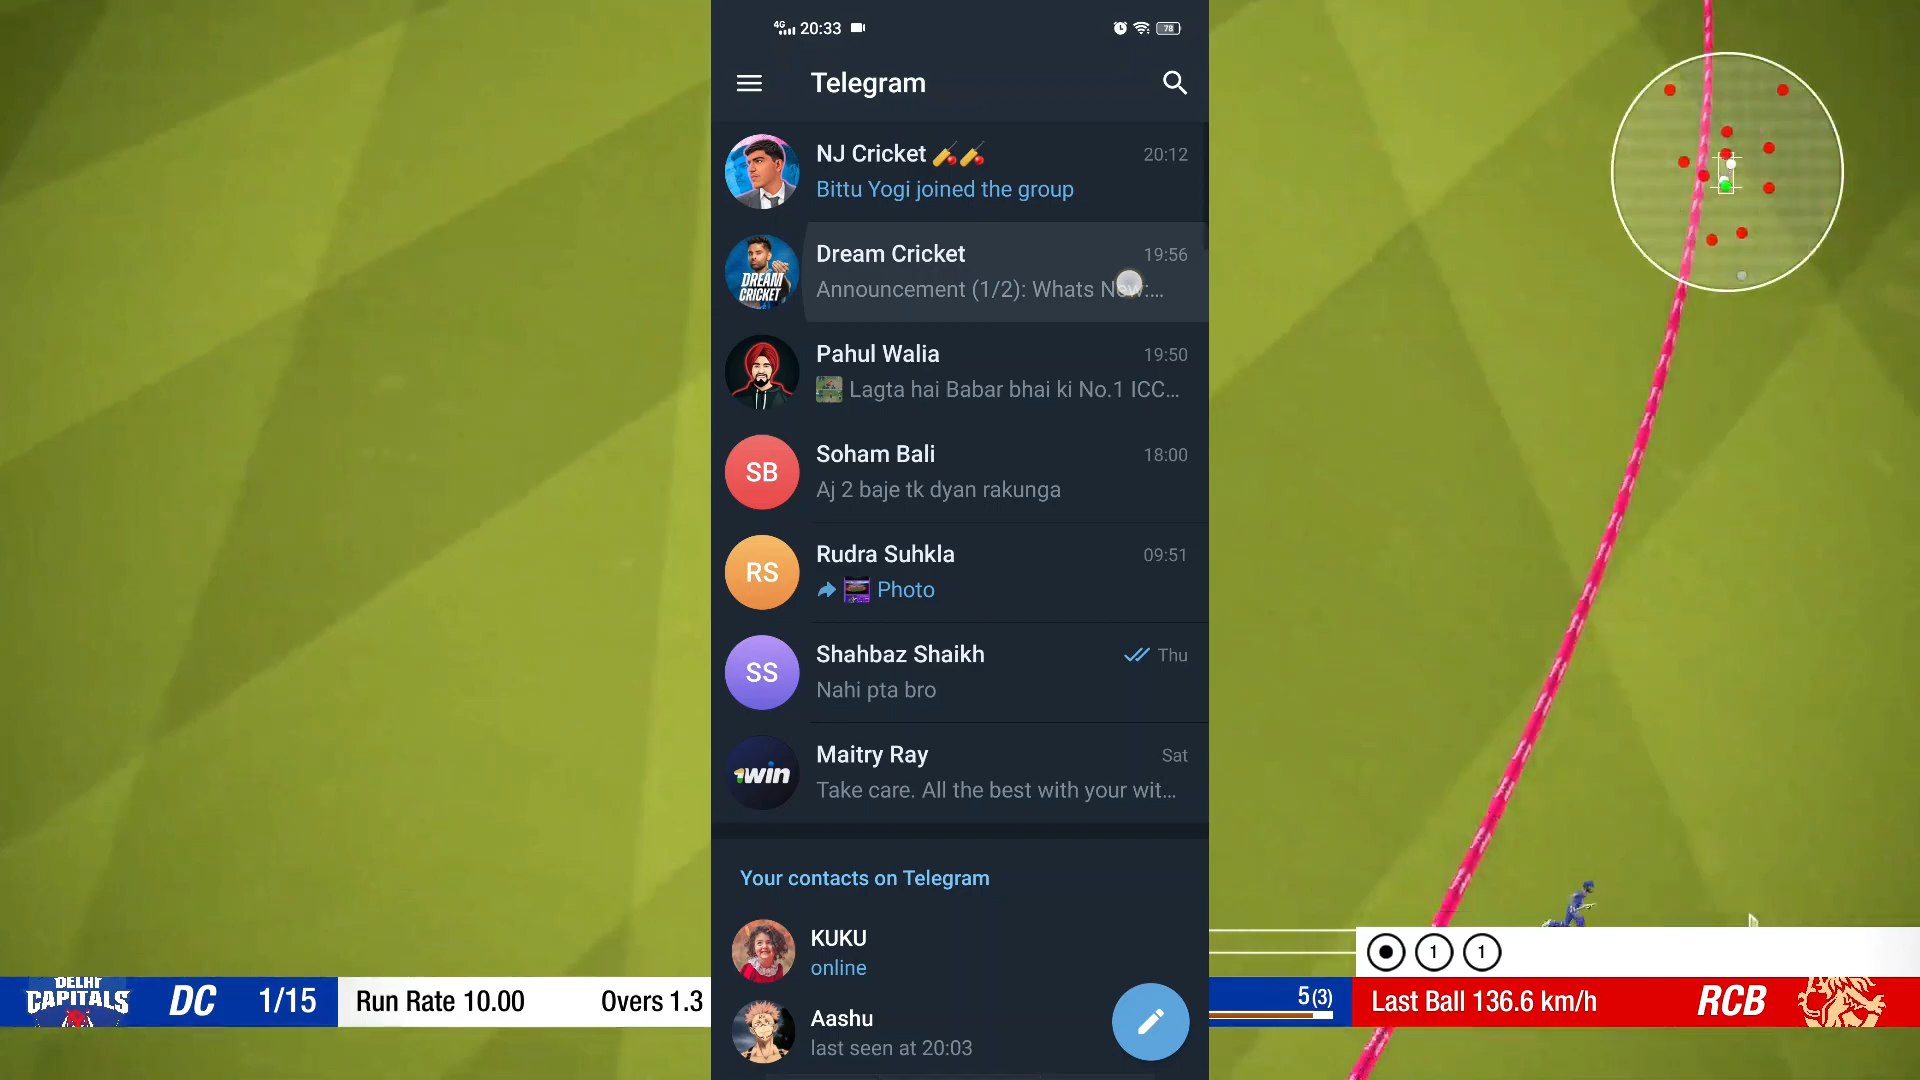 4G 20:33
78
Telegram
NJ Cricket 🏏🏏 20:12
Bittu Yogi joined the group
Dream Cricket 19:56
DREAM CRICKET
Announcement (1/2): Whats New:...
Pahul Walia 19:50
Lagta hai Babar bhai ki No.1 ICC...
SB
Soham Bali 18:00
Aj 2 baje tk dyan rakunga
RS
Rudra Suhkla 09:51
Photo
SS
Shahbaz Shaikh Thu
Nahi pta bro
1win
Maitry Ray Sat
Take care. All the best with your wit...
Your contacts on Telegram
KUKU
online
Aashu
last seen at 20:03
1 1
DELHI CAPITALS DC 1/15 Run Rate 10.00 Overs 1.3
5(3) Last Ball 136.6 km/h RCB